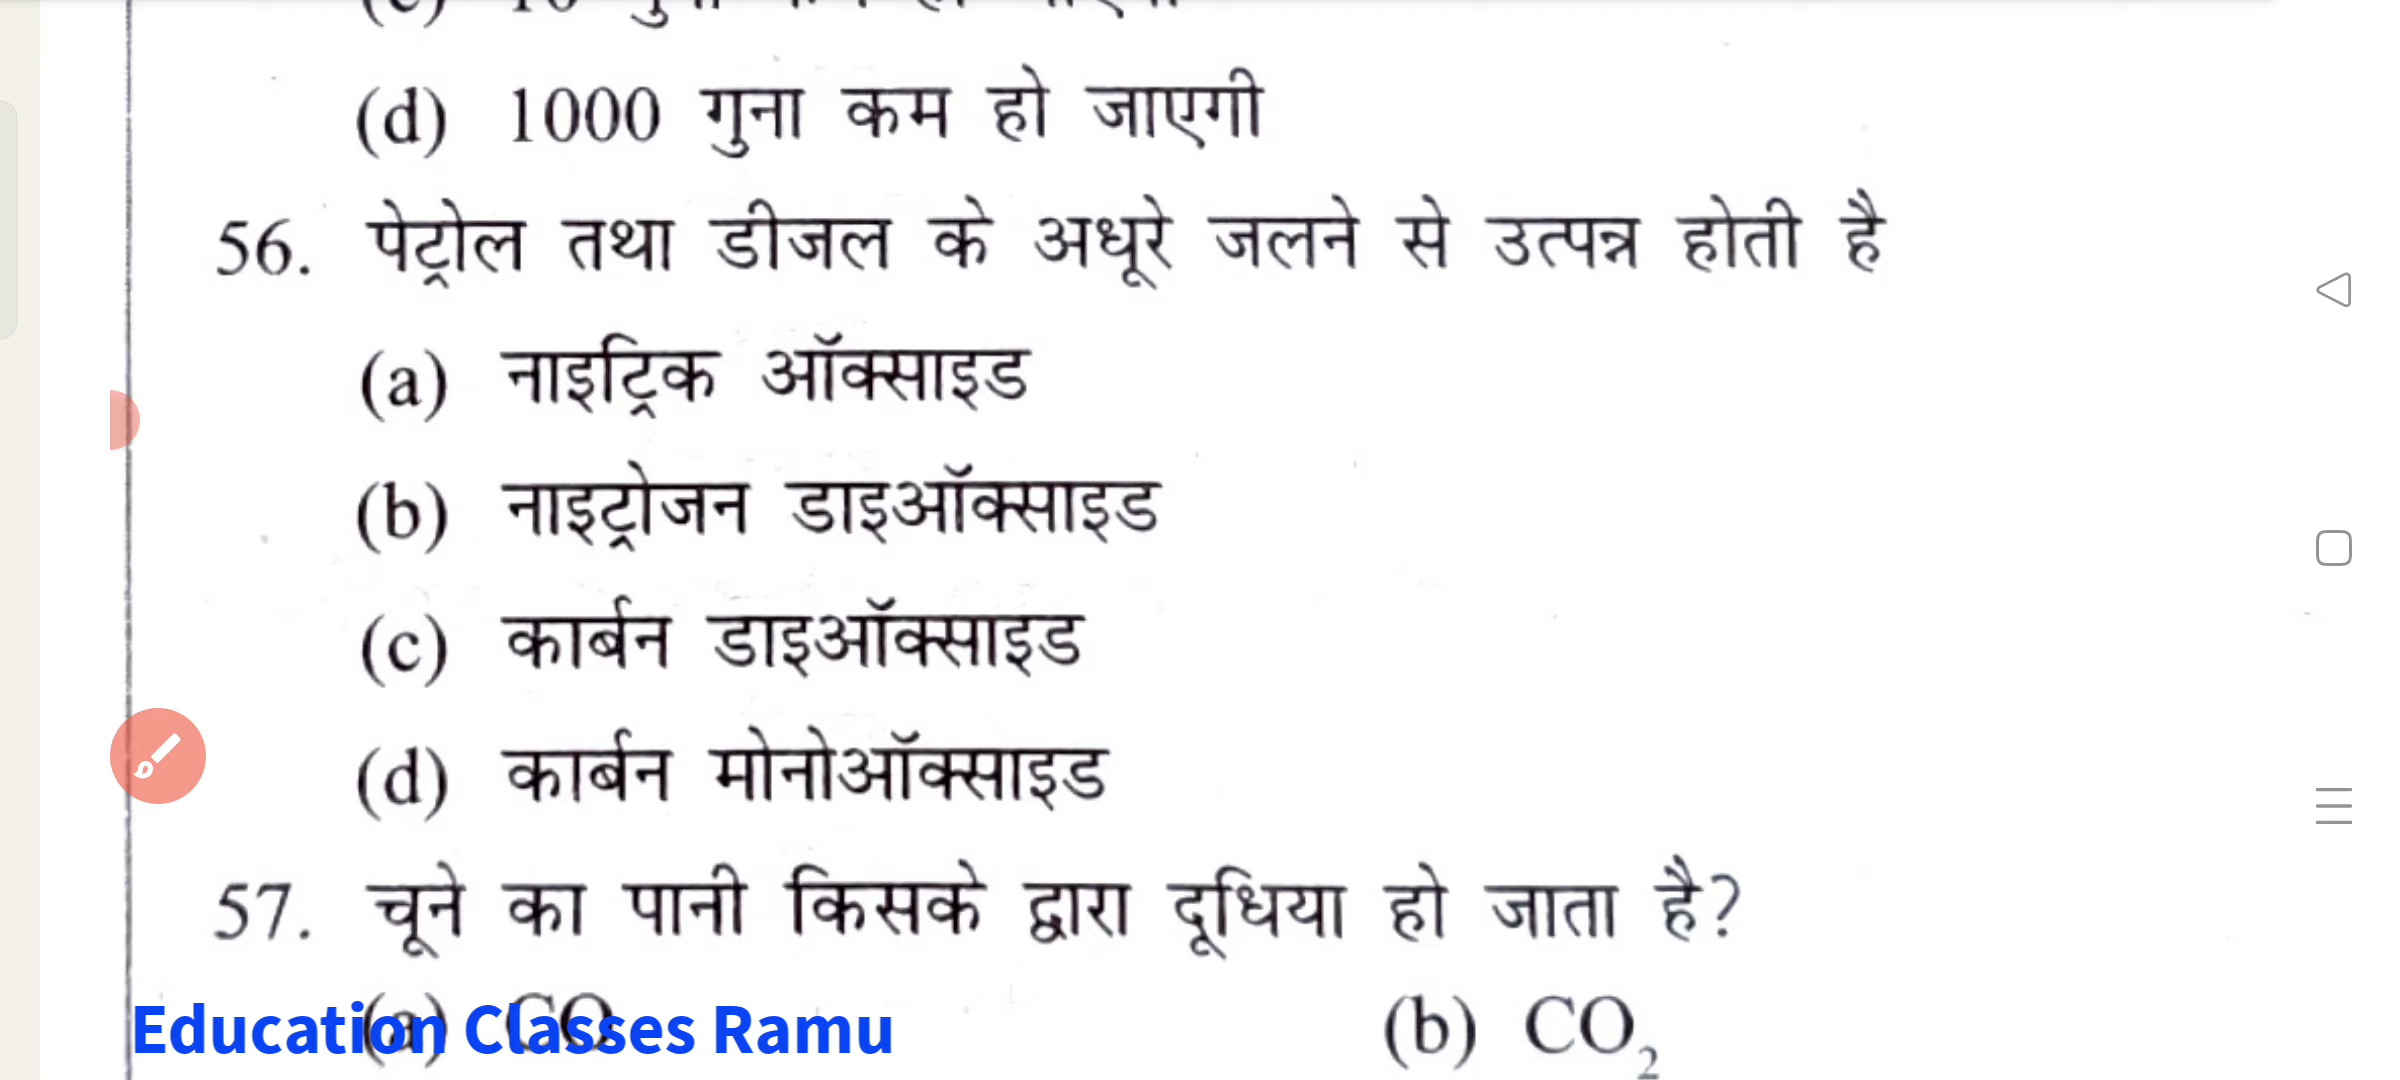 (d) 1000 गुना कम हो जाएगी
56. पेट्रोल तथा डीजल के अधूरे जलने से उत्पन्न होती है
(a) नाइट्रिक ऑक्साइड
(b) नाइट्रोजन डाइऑक्साइड
(c) कार्बन डाइऑक्साइड
(d) कार्बन मोनोऑक्साइड
57. चूने का पानी किसके द्वारा दूधिया हो जाता है?
(a) CO (b) CO₂
Education Classes Ramu